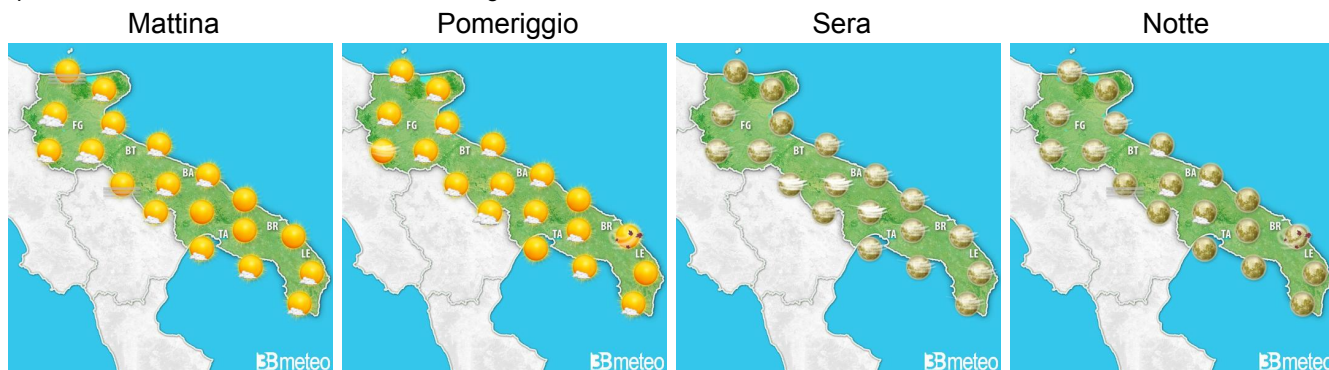 Mattina Pomeriggio Sera Notte
FG BT BA TA BR LE
FG BT BA TA BR LE
FG BT BA TA BR LE
FG BT BA TA BR LE
3Bmeteo 3Bmeteo 3Bmeteo 3Bmeteo